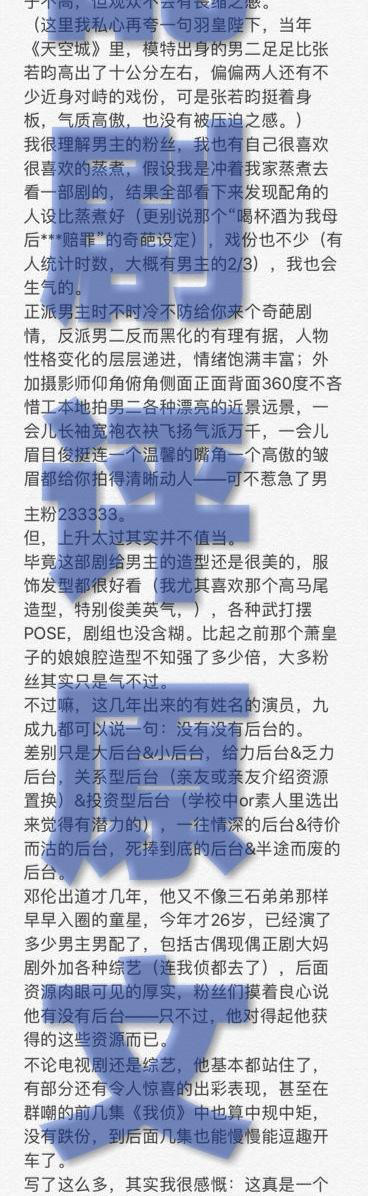 子不高，但观众不会有畏缩之感。
（这里我私心再夸一句羽皇陛下，当年
《天空城》里，模特出身的男二足足比张
若昀高出了十公分左右，偏偏两人还有不
少近身对峙的戏份，可是张若昀挺着身
板，气质高傲，也没有被压迫之感。）
我很理解男主的粉丝，我也有自己很喜欢
很喜欢的蒸煮，假设我是冲着我家蒸煮去
看一部剧的，结果全部看下来发现配角的
人设比蒸煮好（更别说那个“喝杯酒为我母
后***赔罪”的奇葩设定），戏份也不少（有
人统计时数，大概有男主的2/3），我也会
生气的。
正派男主时不时冷不防给你来个奇葩剧
情，反派男二反而黑化的有理有据，人物
性格变化的层层递进，情绪饱满丰富；外
加摄影师仰角俯角侧面正面背面360度不吝
惜工本地拍男二各种漂亮的近景远景，一
会儿长袖宽袍衣袂飞扬气派万千，一会儿
眉目俊挺连一个温馨的嘴角一个高傲的皱
眉都给你拍得清晰动人——可不惹急了男
主粉233333。
但，上升太过其实并不值当。
毕竟这部剧给男主的造型还是很美的，服
饰发型都很好看（我尤其喜欢那个高马尾
造型，特别俊美英气，），各种武打摆
POSE，剧组也没含糊。比起之前那个萧皇
子的娘娘腔造型不知强了多少倍，大多粉
丝其实只是气不过。
不过嘛，这几年出来的有姓名的演员，九
成九都可以说一句：没有没有后台的。
差别只是大后台&小后台，给力后台&乏力
后台，关系型后台（亲友或亲友介绍资源
置换）&投资型后台（学校中or素人里选出
来觉得有潜力的），一往情深的后台&待价
而沽的后台，死捧到底的后台&半途而废的
后台。
邓伦出道才几年，他又不像三石弟弟那样
早早入圈的童星，今年才26岁，已经演了
多少男主男配了，包括古偶现偶正剧大妈
剧外加各种综艺（连我侦都去了），后面
资源肉眼可见的厚实，粉丝们摸着良心说
他有没有后台——只不过，他对得起他获
得的这些资源而已。
不论电视剧还是综艺，他基本都站住了，
有部分还有令人惊喜的出彩表现，甚至在
群嘲的前几集《我侦》中也算中规中矩，
没有跌份，到后面几集也能慢慢能逗趣开
车了。
写了这么多，其实我很感慨：这真是一个
剧
评
原
文